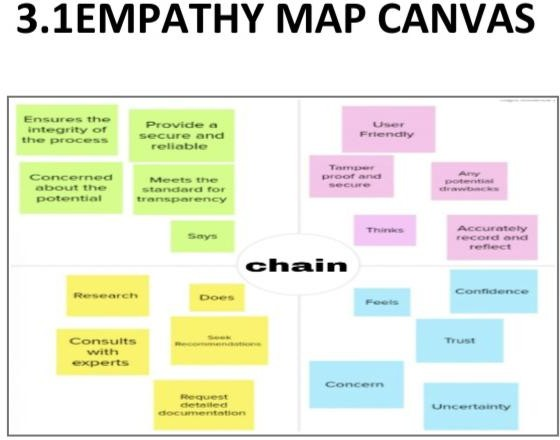 3.1EMPATHY MAP CANVAS
Ensures the
integrity of
the process
Provide a
secure and
reliable
Concerned
about the
potential
Meets the
standard for
transparency
Says
User
Friendly
Tamper
proof and
secure
Any
potential
drawbacks
Thinks
Accurately
record and
reflect
chain
Research
Does
Consults
with
experts
Seek
Recommendations
Request
detailed
documentation
Feels
Confidence
Trust
Concern
Uncertainty